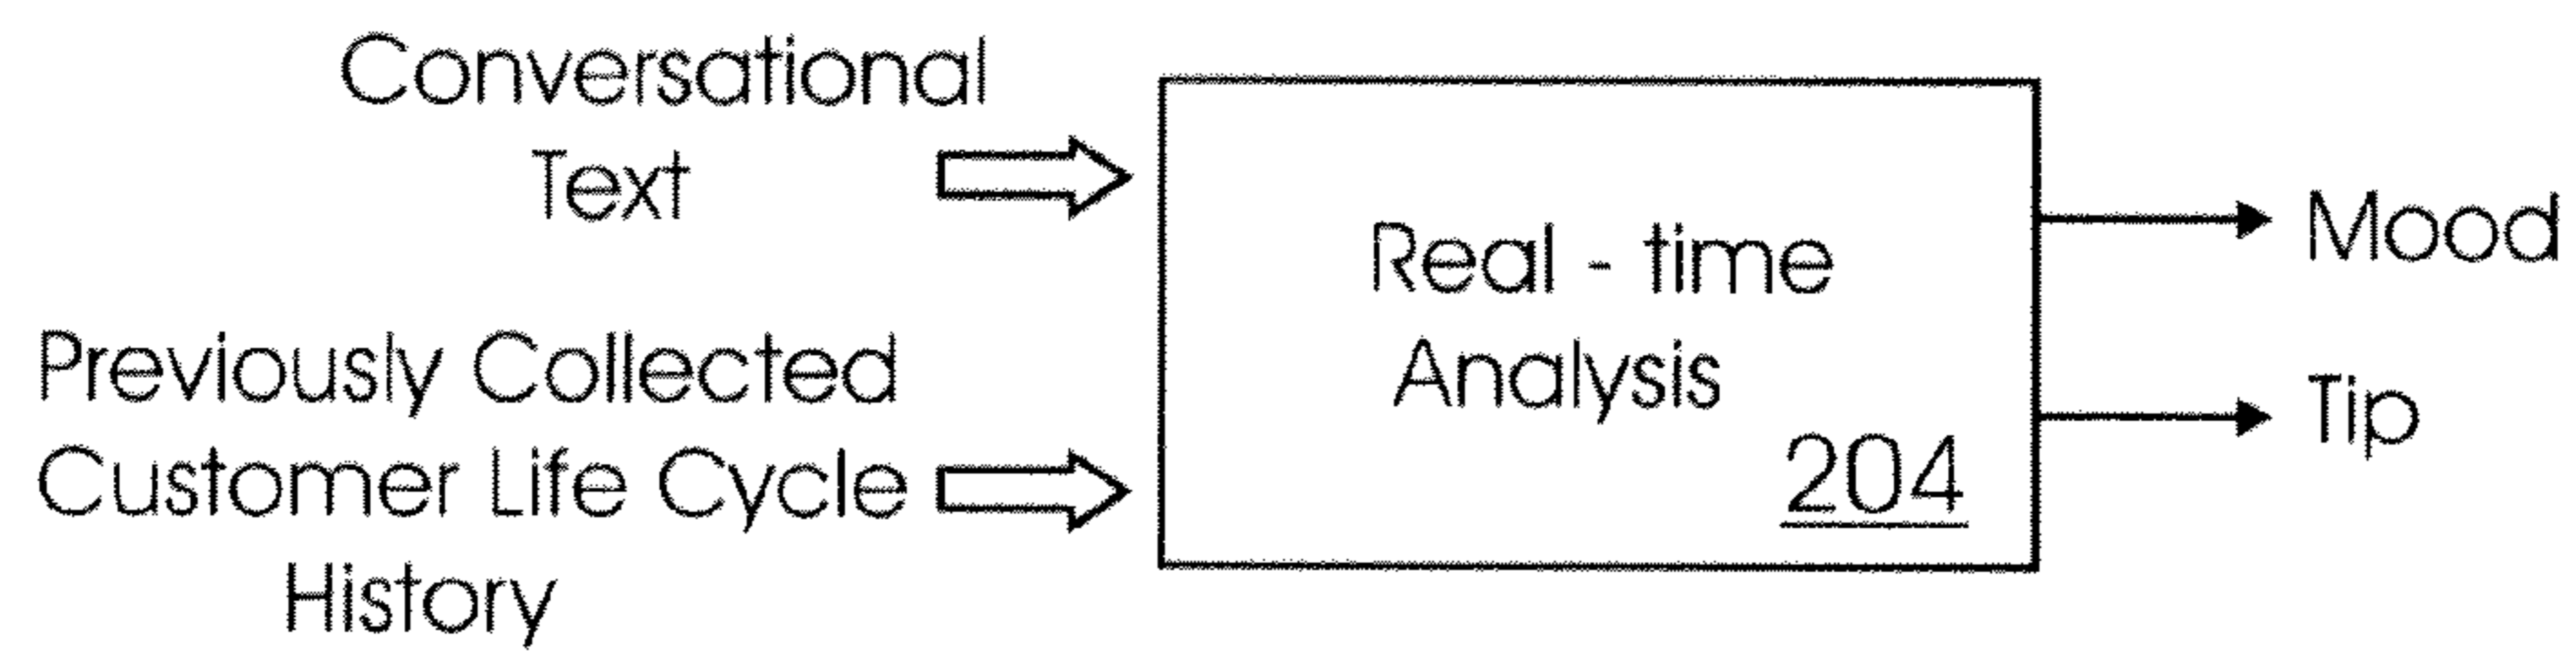 Conversational
Text
Previously Collected
Customer Life Cycle
History
Real - time
Analysis
204
Mood
Tip